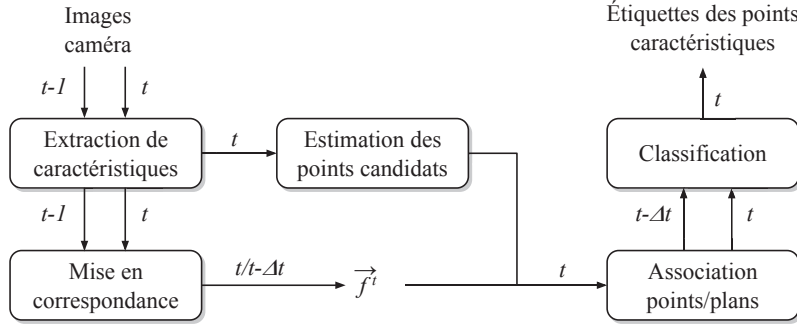 Images
caméra
t-1
t
Extraction de
caractéristiques
t
Estimation des
points candidats
t-1
t
Mise en
correspondance
t/t-Δt
f^t
t
Association
points/plans
t-Δt
t
Classification
t
Étiquettes des points
caractéristiques